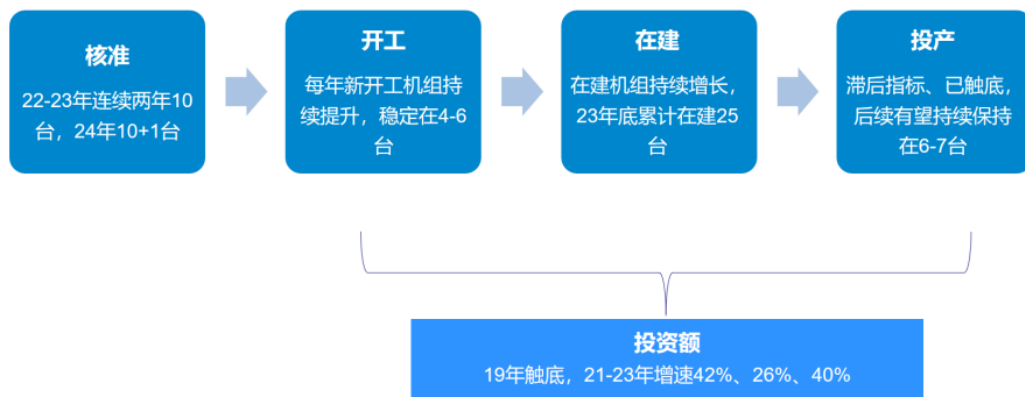 核准
22-23年连续两年10
台，24年10+1台
开工
每年新开工机组持
续提升，稳定在4-6
台
在建
在建机组持续增长，
23年底累计在建25
台
投产
滞后指标、已触底，
后续有望持续保持
在6-7台
投资额
19年触底，21-23年增速42%、26%、40%